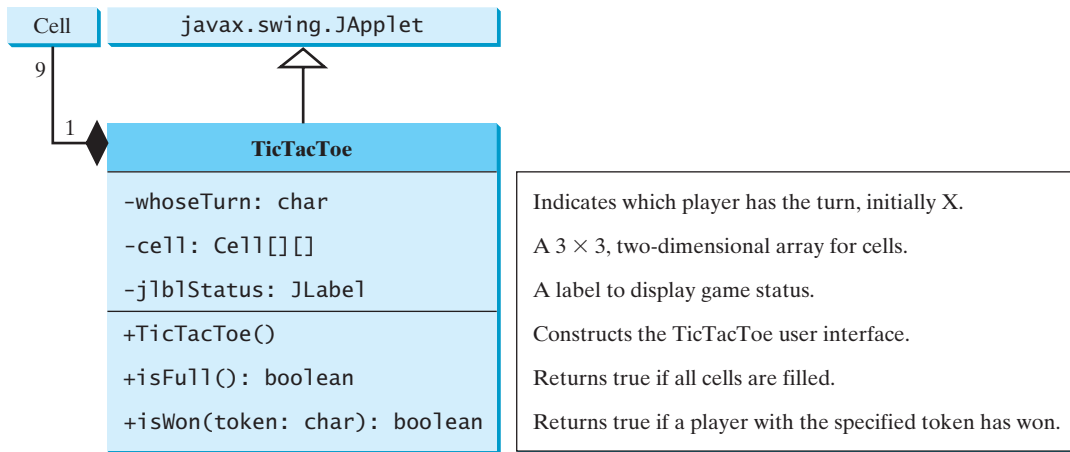 Cell
javax.swing.JApplet
9
1
TicTacToe
-whoseTurn: char
Indicates which player has the turn, initially X.
-cell: Cell[][]
A 3 × 3, two-dimensional array for cells.
-jlblStatus: JLabel
A label to display game status.
+TicTacToe()
Constructs the TicTacToe user interface.
+isFull(): boolean
Returns true if all cells are filled.
+isWon(token: char): boolean
Returns true if a player with the specified token has won.